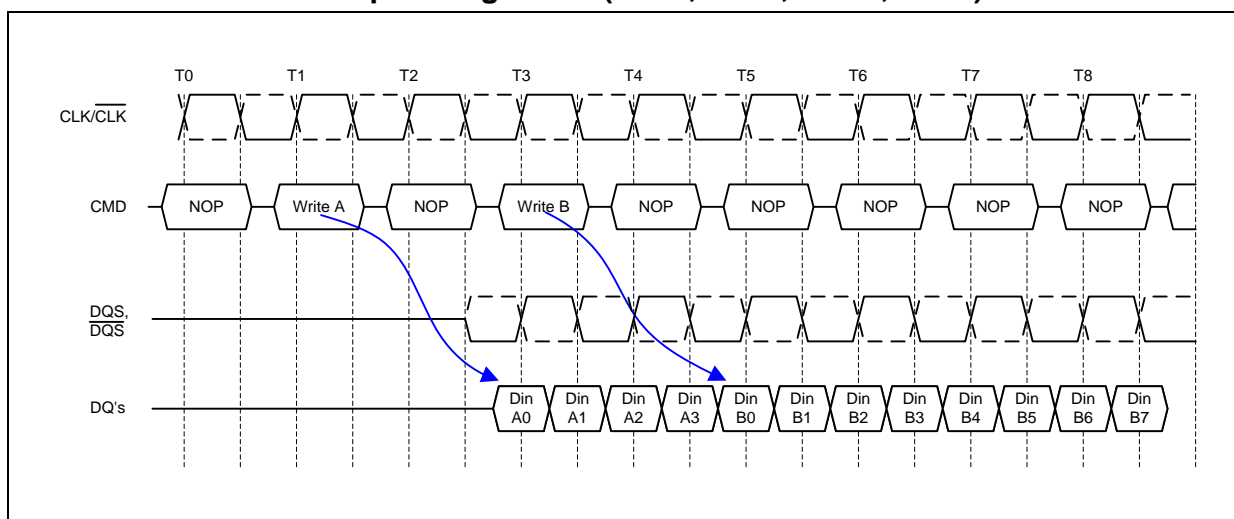 T0 T1 T2 T3 T4 T5 T6 T7 T8
CLK/CLK
CMD NOP Write A NOP Write B NOP NOP NOP NOP NOP
DQS,
DQS
DQ's
Din Din Din Din Din Din Din Din Din Din Din Din
A0 A1 A2 A3 B0 B1 B2 B3 B4 B5 B6 B7